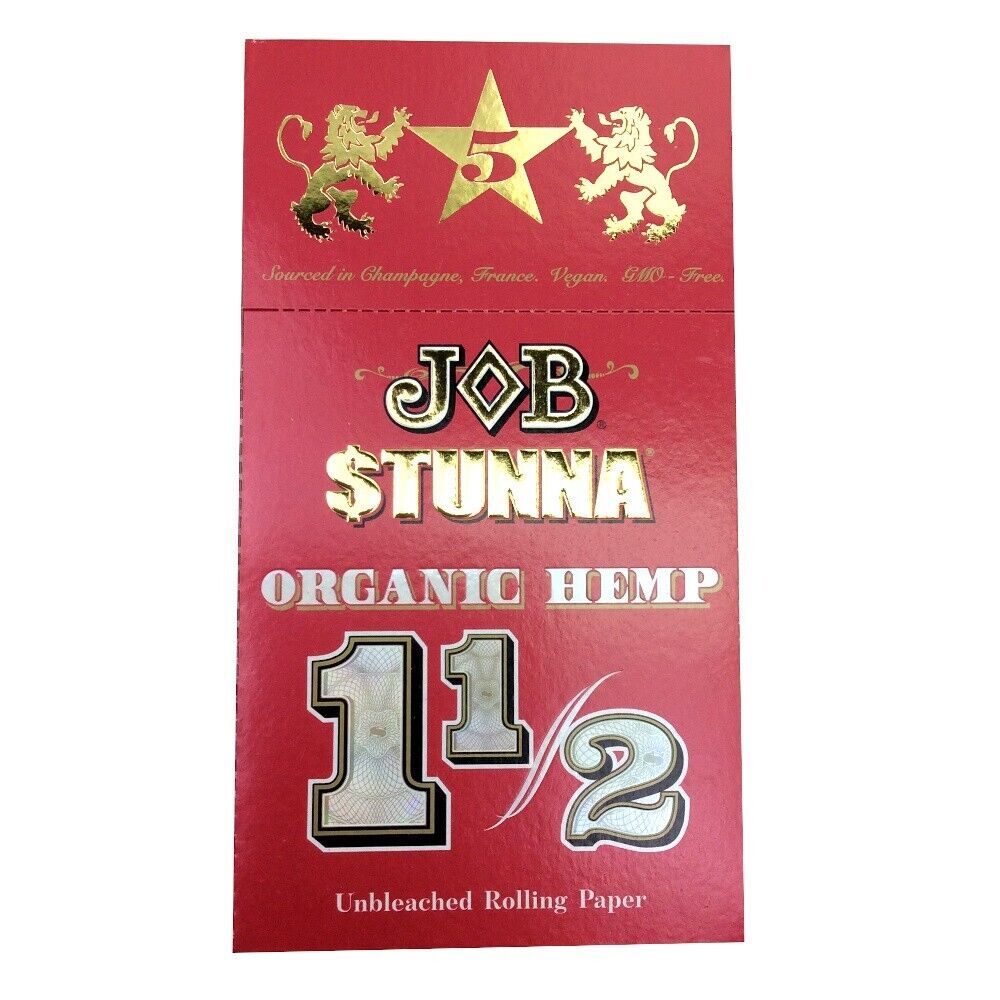 5
Sourced in Champagne, France. Vegan. GMO-Free.
JOB®
$TUNNA®
ORGANIC HEMP
1 1/2
Unbleached Rolling Paper